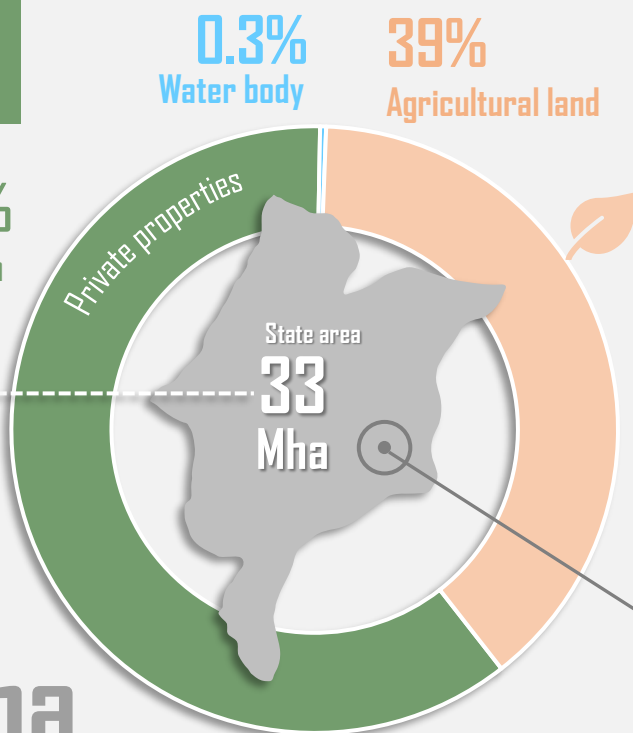 0.3%
Water body
39%
Agricultural land
%
Private properties
State area
33
Mha